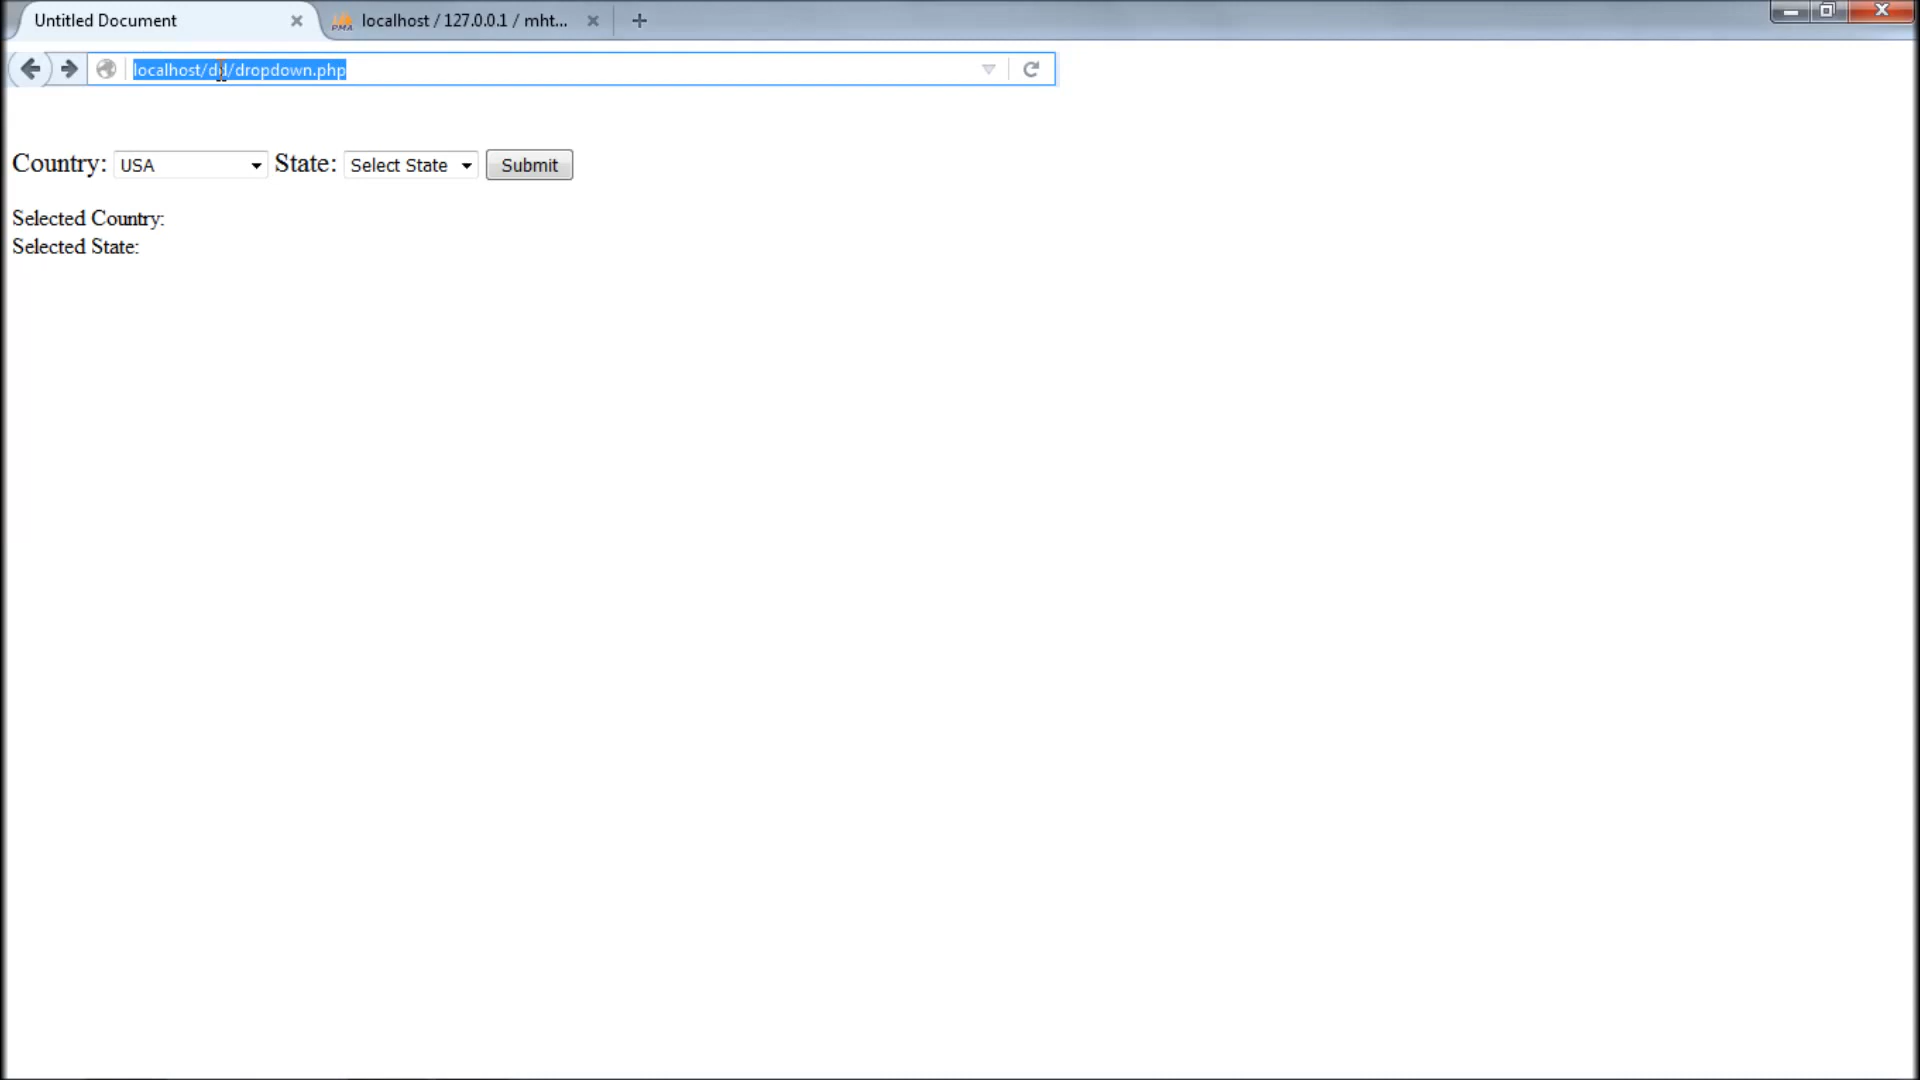 Untitled Document
localhost / 127.0.0.1 / mht...
localhost/dd/dropdown.php
Country: USA State: Select State Submit
Selected Country:
Selected State: